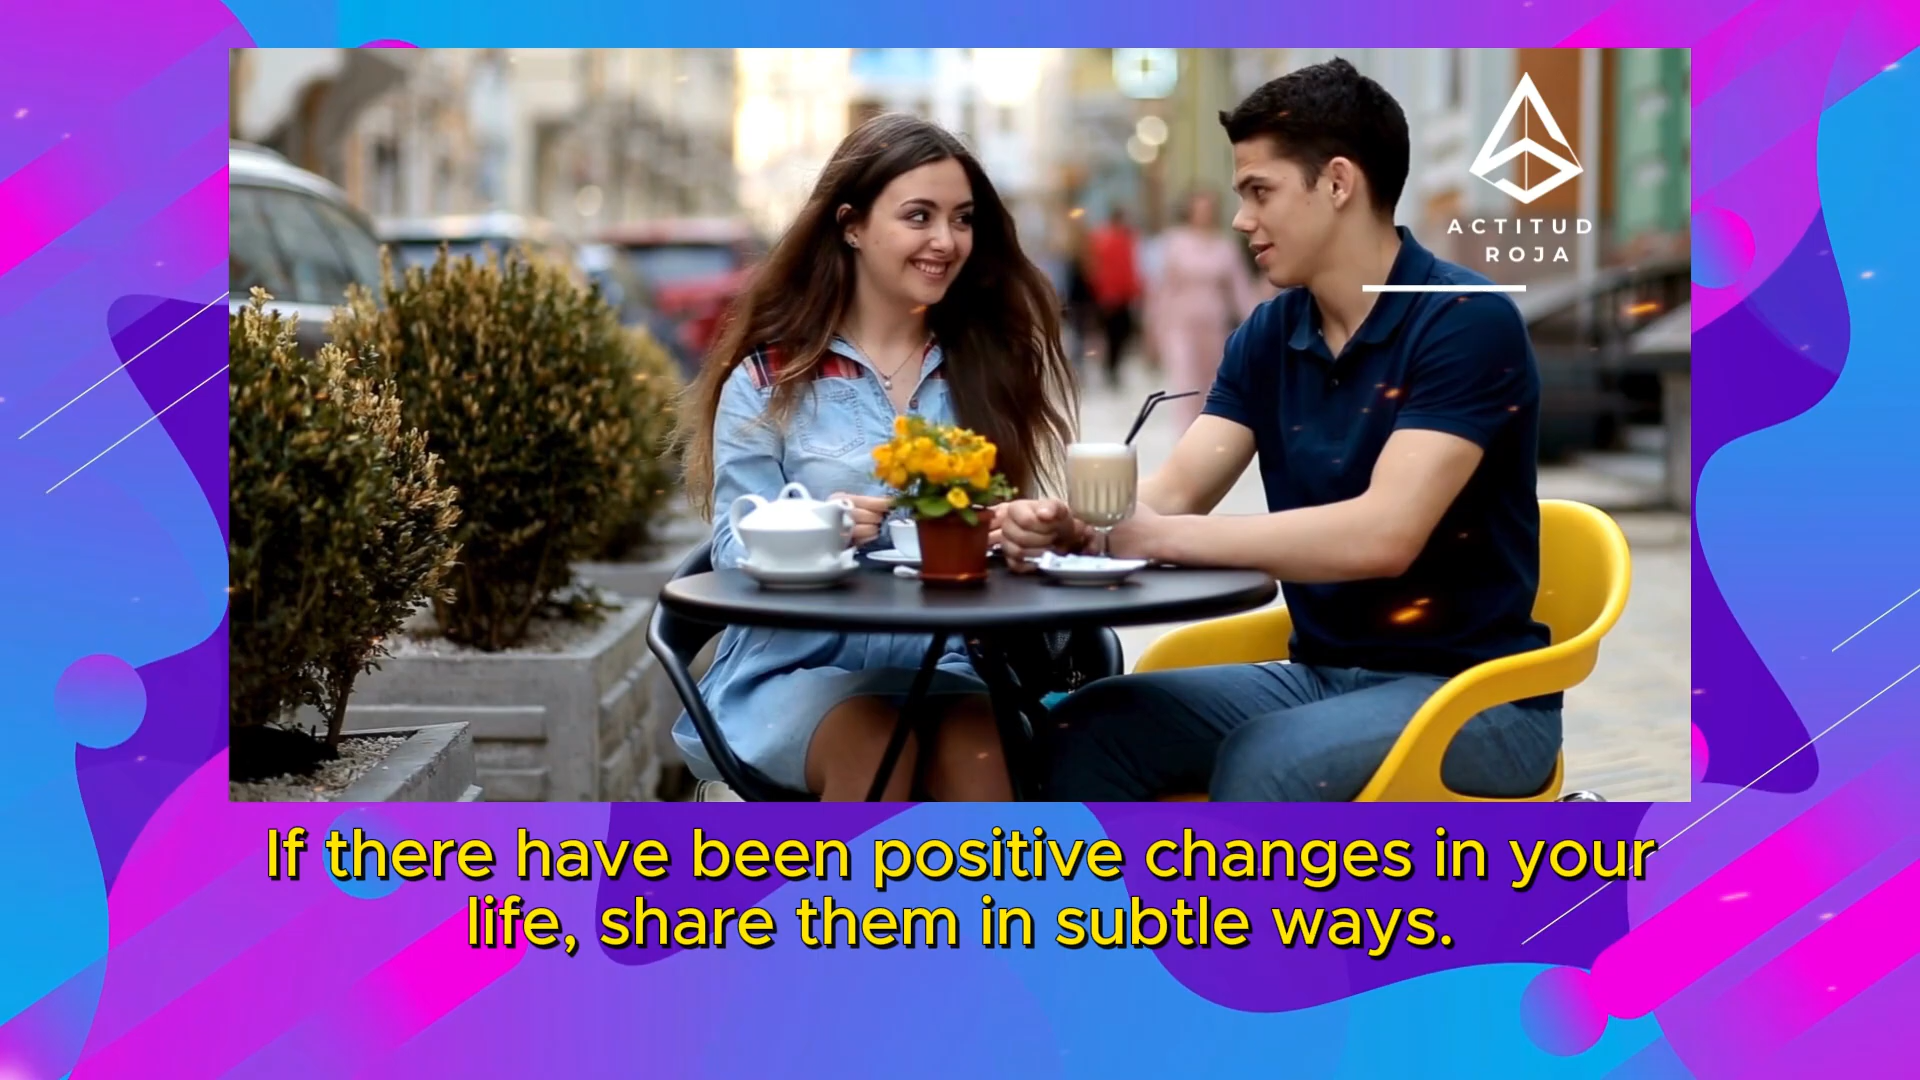 ACTITUD
ROJA
If there have been positive changes in your
life, share them in subtle ways.